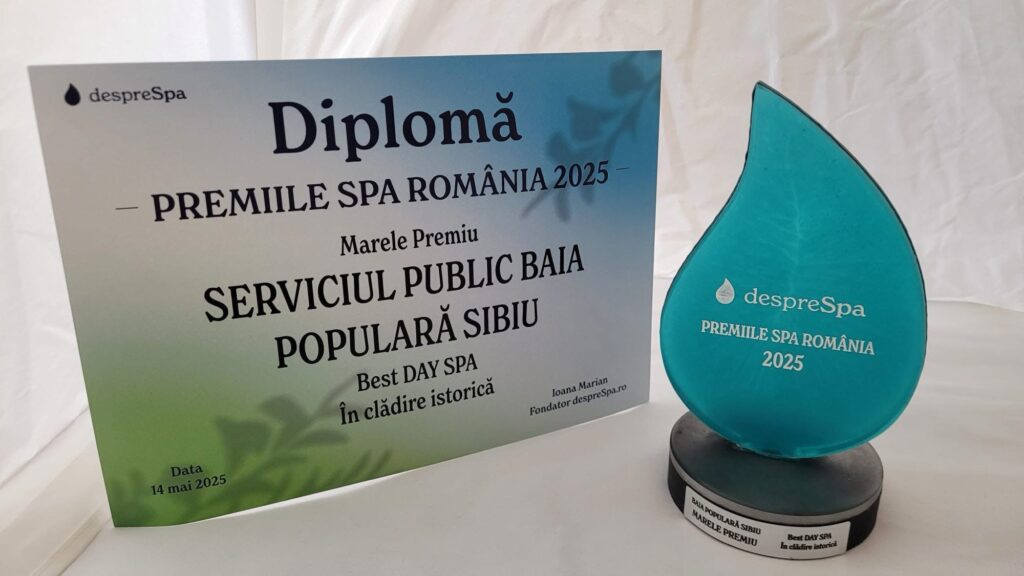 despreSpa
Diplomă
PREMIILE SPA ROMÂNIA 2025
Marele Premiu
SERVICIUL PUBLIC BAIA
POPULARĂ SIBIU
Best DAY SPA
În clădire istorică
Data
14 mai 2025
Ioana Marian
Fondator despreSpa.ro
despreSpa
PREMIILE SPA ROMÂNIA
2025
BAIA POPULARĂ SIBIU
MARELE PREMIU
Best DAY SPA
În clădire istorică